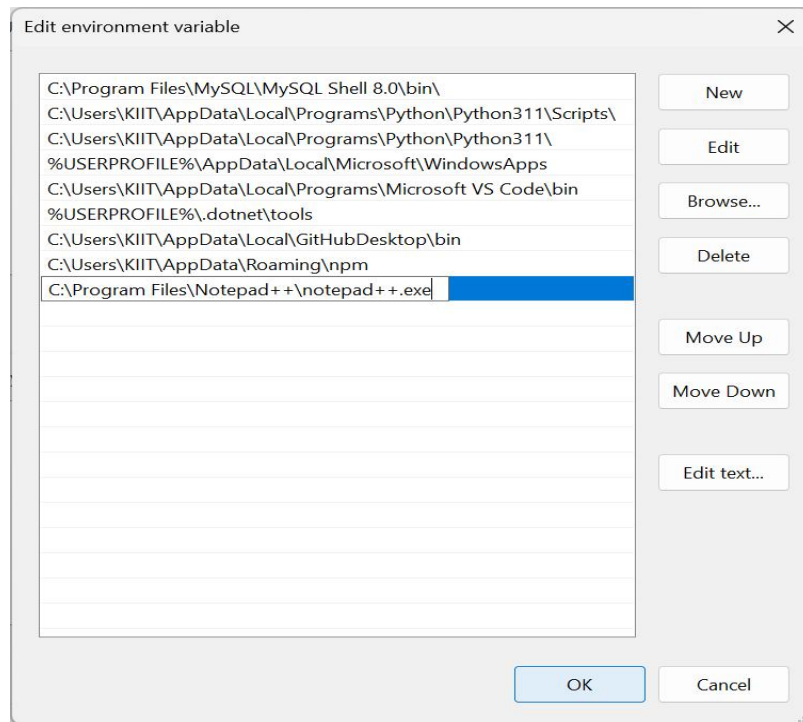 Edit environment variable
C:\Program Files\MySQL\MySQL Shell 8.0\bin\
C:\Users\KIIT\AppData\Local\Programs\Python\Python311\Scripts\
C:\Users\KIIT\AppData\Local\Programs\Python\Python311\
%USERPROFILE%\AppData\Local\Microsoft\WindowsApps
C:\Users\KIIT\AppData\Local\Programs\Microsoft VS Code\bin
%USERPROFILE%\.dotnet\tools
C:\Users\KIIT\AppData\Local\GitHubDesktop\bin
C:\Users\KIIT\AppData\Roaming\npm
C:\Program Files\Notepad++\notepad++.exe
New
Edit
Browse...
Delete
Move Up
Move Down
Edit text...
OK
Cancel